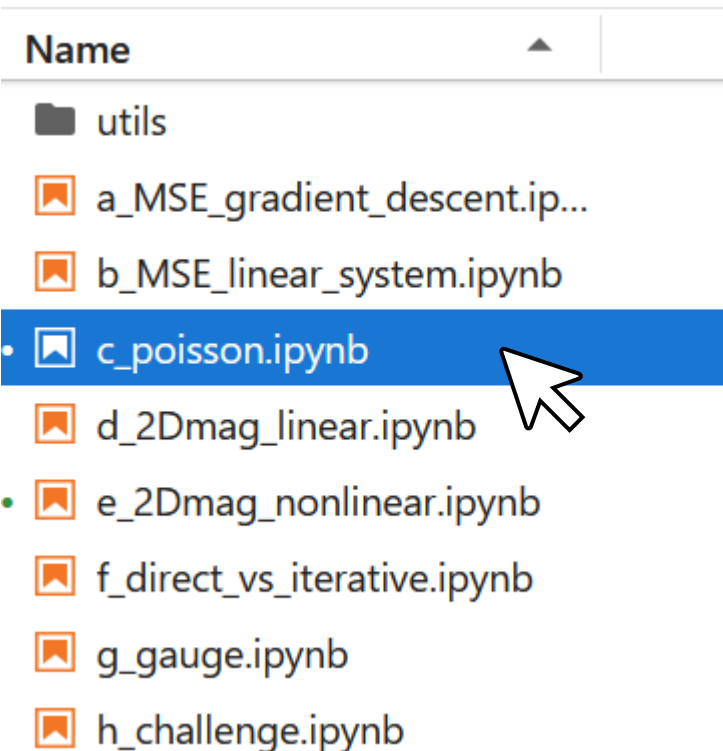 Name
utils
a_MSE_gradient_descent.ip...
b_MSE_linear_system.ipynb
c_poisson.ipynb
d_2Dmag_linear.ipynb
e_2Dmag_nonlinear.ipynb
f_direct_vs_iterative.ipynb
g_gauge.ipynb
h_challenge.ipynb